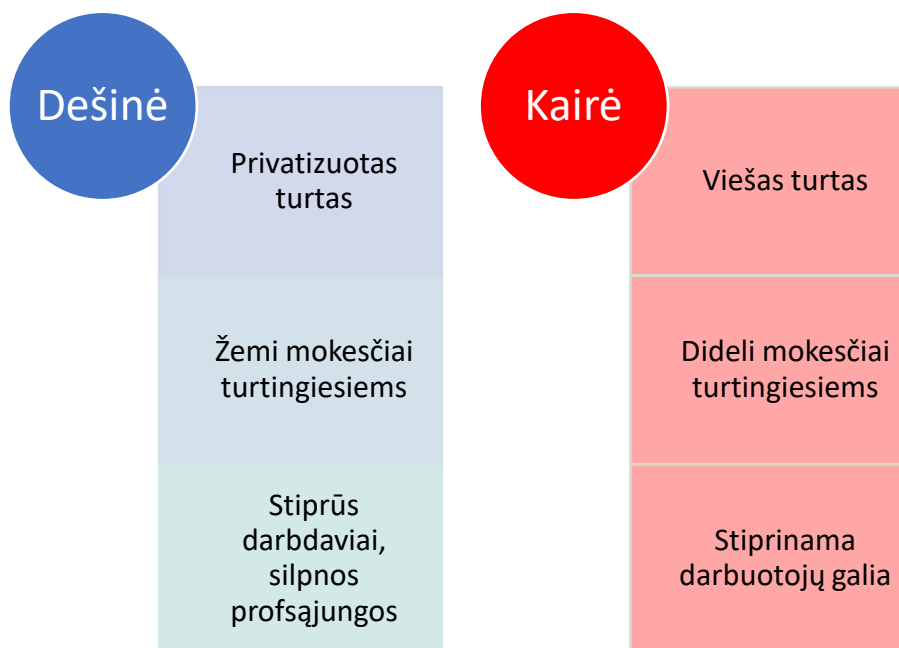 Dešinė
Privatizuotas
turtas
Žemi mokesčiai
turtingiesiems
Stiprūs
darbdaviai,
silpnos
profsąjungos
Kairė
Viešas turtas
Dideli mokesčiai
turtingiesiems
Stiprinama
darbuotojų galia